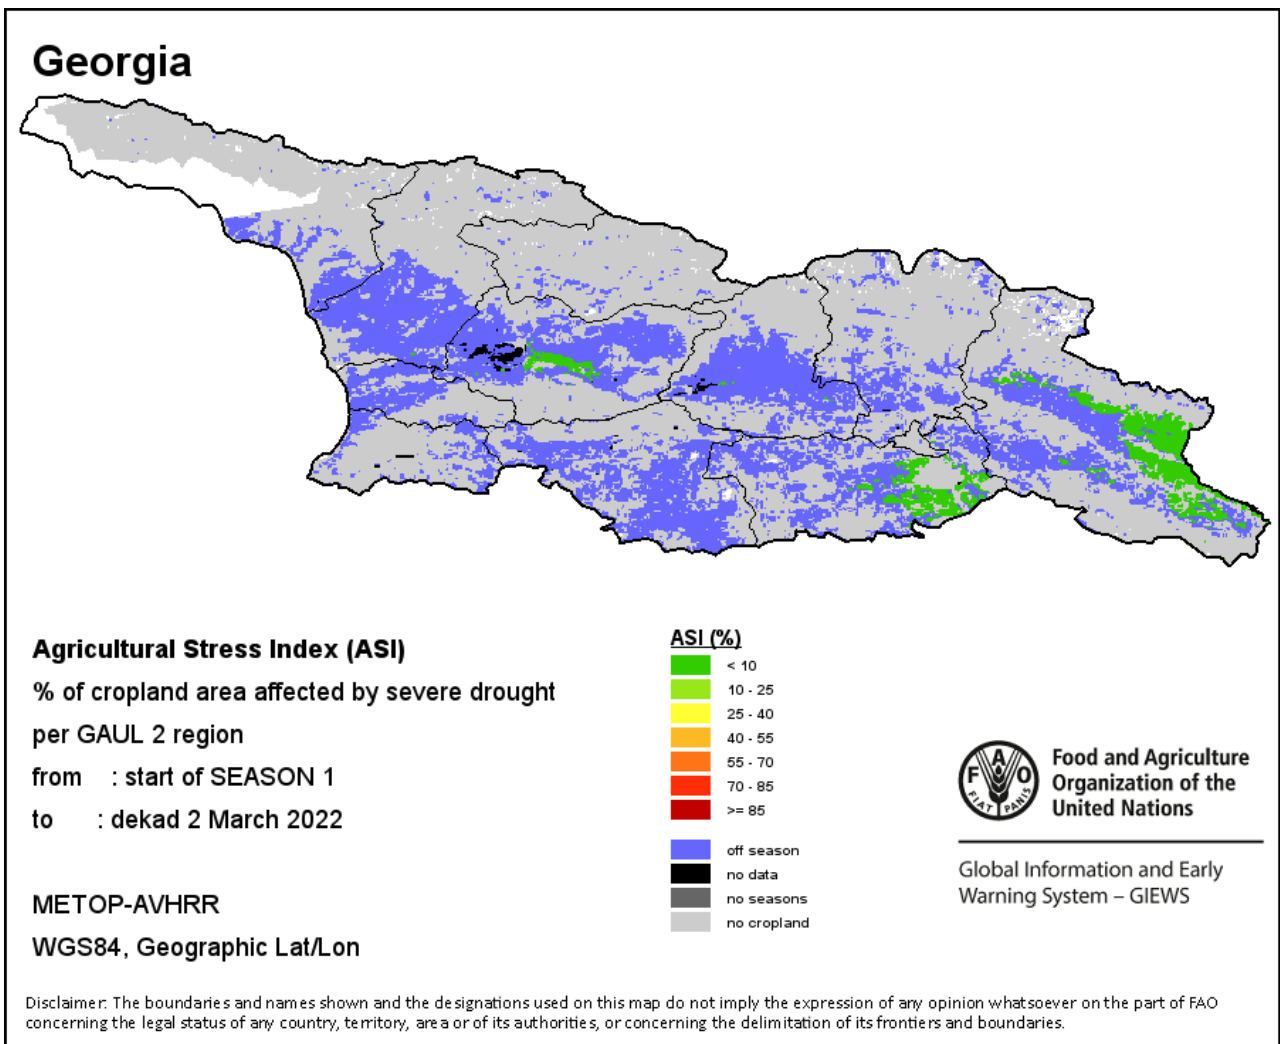 Georgia
Agricultural Stress Index (ASI)
% of cropland area affected by severe drought
per GAUL 2 region
from : start of SEASON 1
to : dekad 2 March 2022
METOP-AVHRR
WGS84, Geographic Lat/Lon
ASI (%)
< 10
10 - 25
25 - 40
40 - 55
55 - 70
70 - 85
>= 85
off season
no data
no seasons
no cropland
F A O
FIAT PANIS
Food and Agriculture
Organization of the
United Nations
Global Information and Early
Warning System – GIEWS
Disclaimer: The boundaries and names shown and the designations used on this map do not imply the expression of any opinion whatsoever on the part of FAO
concerning the legal status of any country, territory, area or of its authorities, or concerning the delimitation of its frontiers and boundaries.